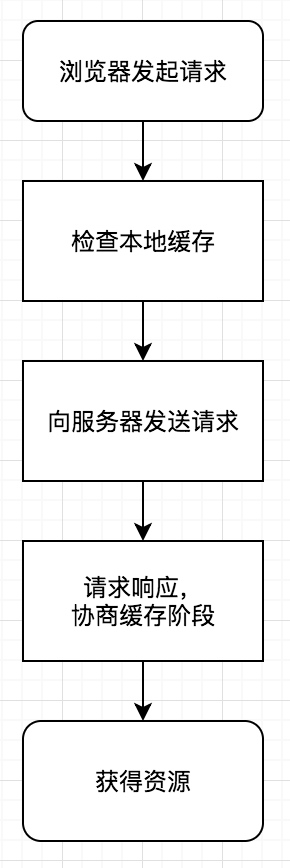 浏览器发起请求
检查本地缓存
向服务器发送请求
请求响应，
协商缓存阶段
获得资源